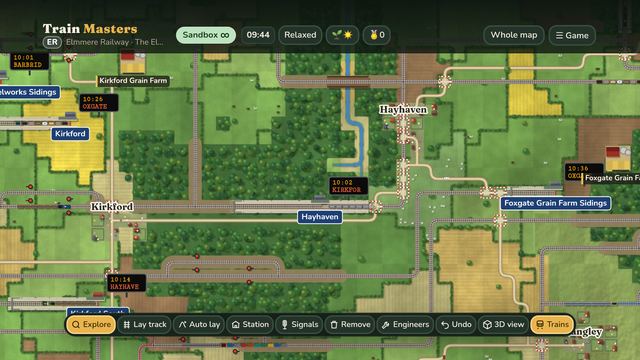 Train Masters
ER Elmmere Railway · The El...
Sandbox ∞
09:44
Relaxed
0
Whole map
Game
10:01
BARBRID
Kirkford Grain Farm
elworks Sidings
10:26
OXGATE
Kirkford
Hayhaven
10:36
Foxgate Grain Fa
10:02
KIRKFOR
Foxgate Grain Farm Sidings
Kirkford
Hayhaven
10:14
HAYHAVE
Kirkford South
Explore
Lay track
Auto lay
Station
Signals
Remove
Engineers
Undo
3D view
Trains
ngley